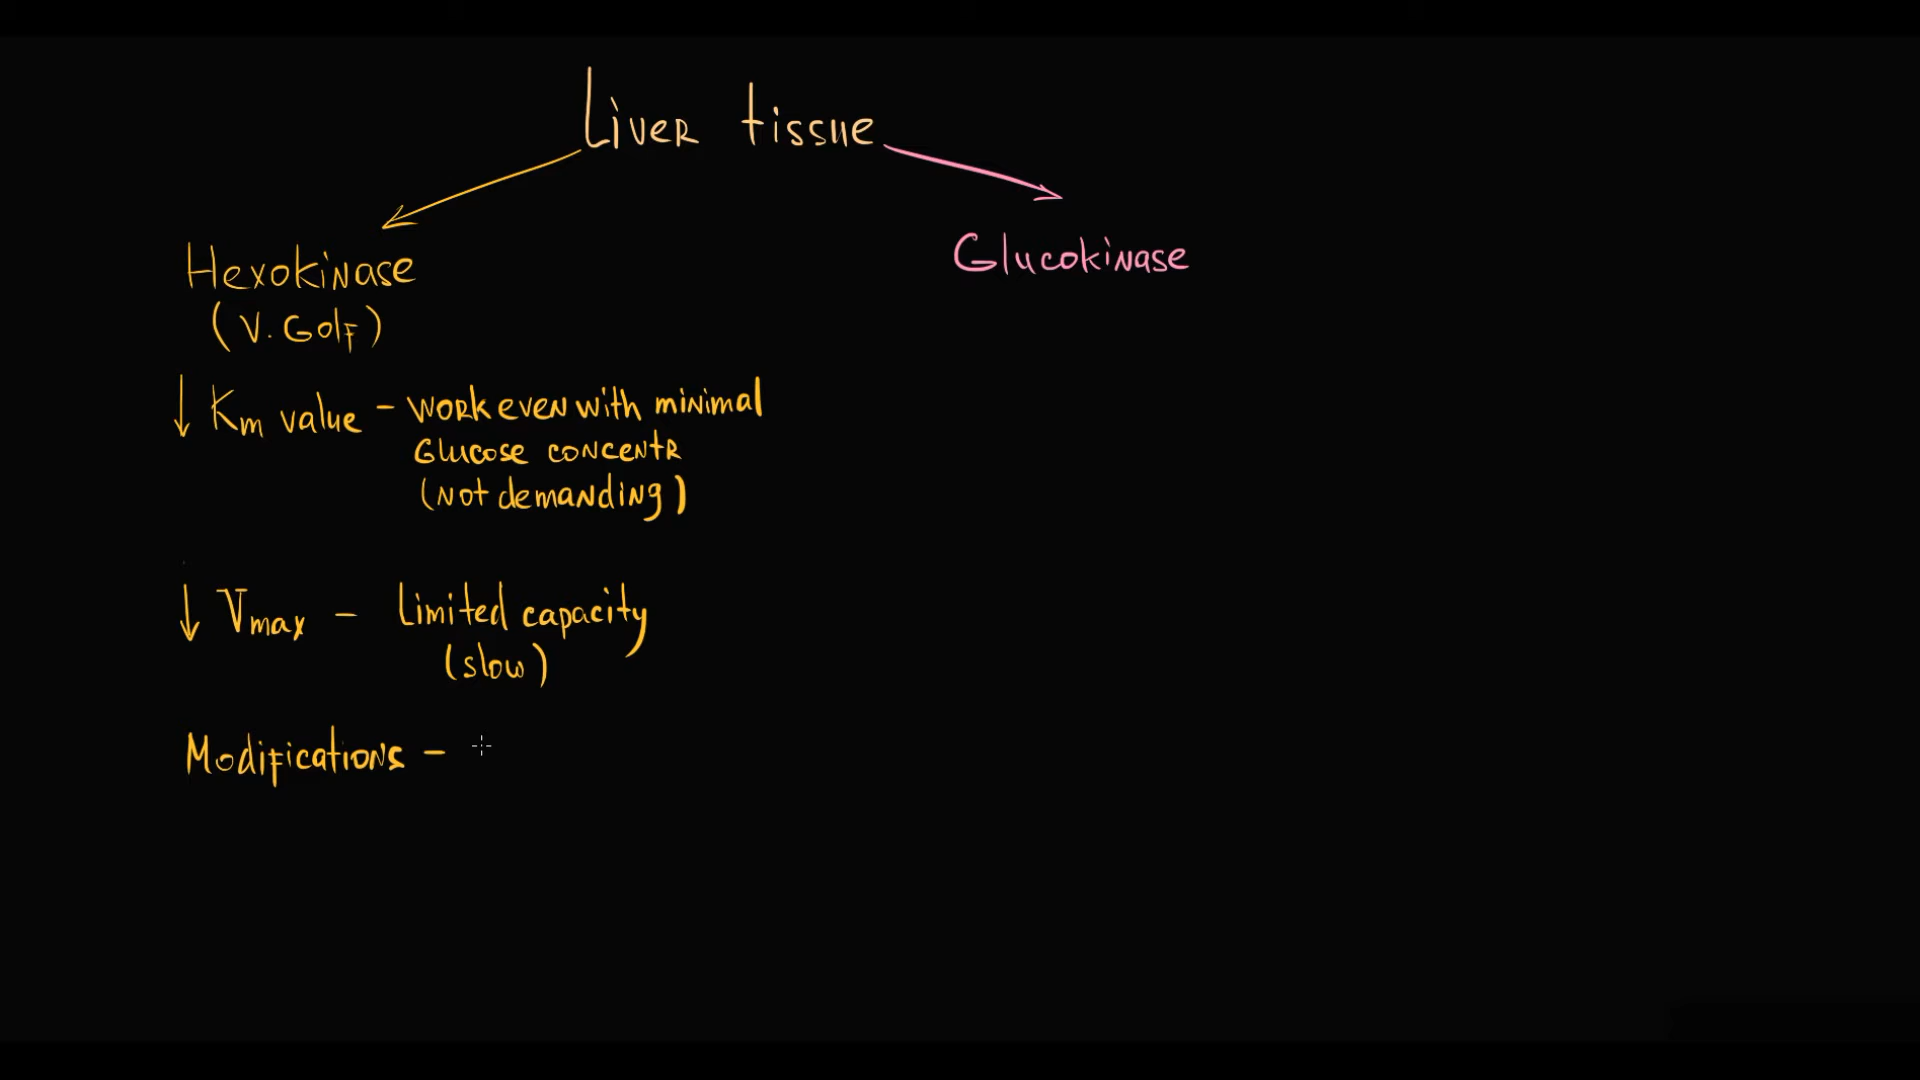 Liver tissue
Hexokinase
(V. Golf)
Glucokinase
↓ Km value - work even with minimal
Glucose concentr
(not demanding)
↓ Vmax - Limited capacity
(slow)
Modifications -